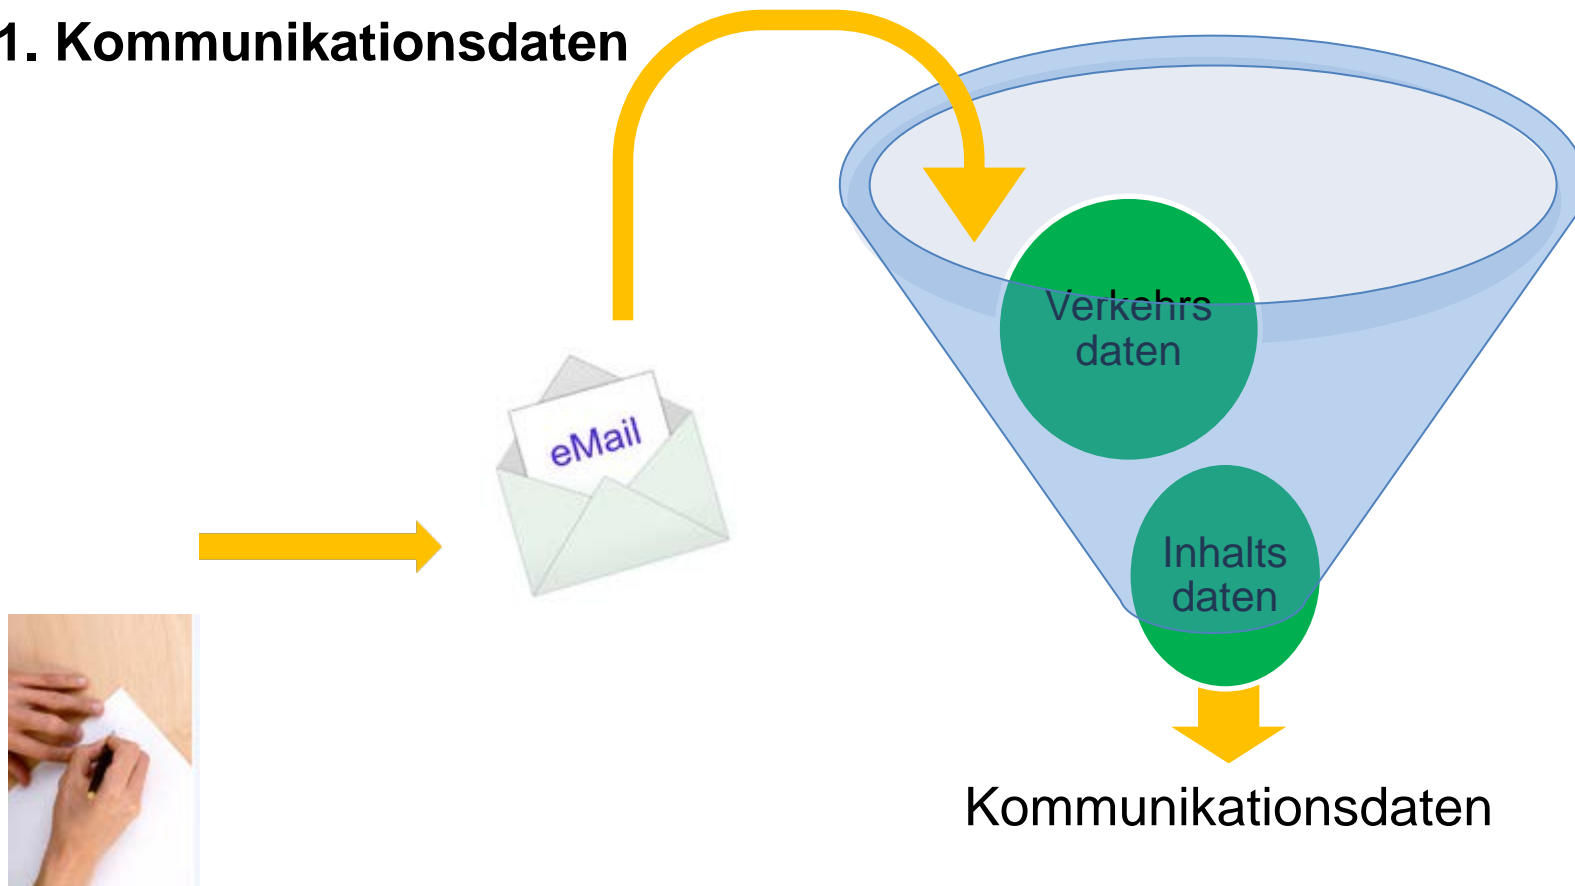 1. Kommunikationsdaten
eMail
Verkehrs
daten
Inhalts
daten
Kommunikationsdaten